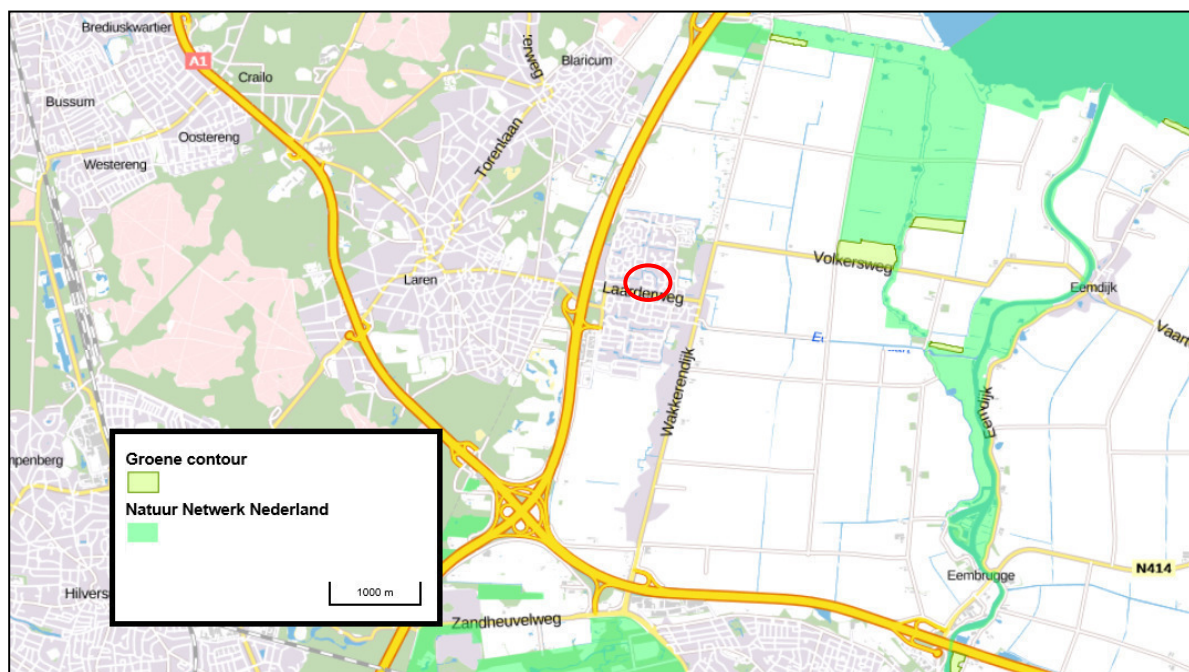 Brediuskwartier
A1
Crailo
Bussum
Oostereng
Westereng
Blaricum
Torenlaan
Laren
Laarderweg
Volkersweg
Eemdijk
Wakkerendijk
Eemdijk
Groene contour
Natuur Netwerk Nederland
1000 m
Eembrugge
N414
Zandheuvelweg